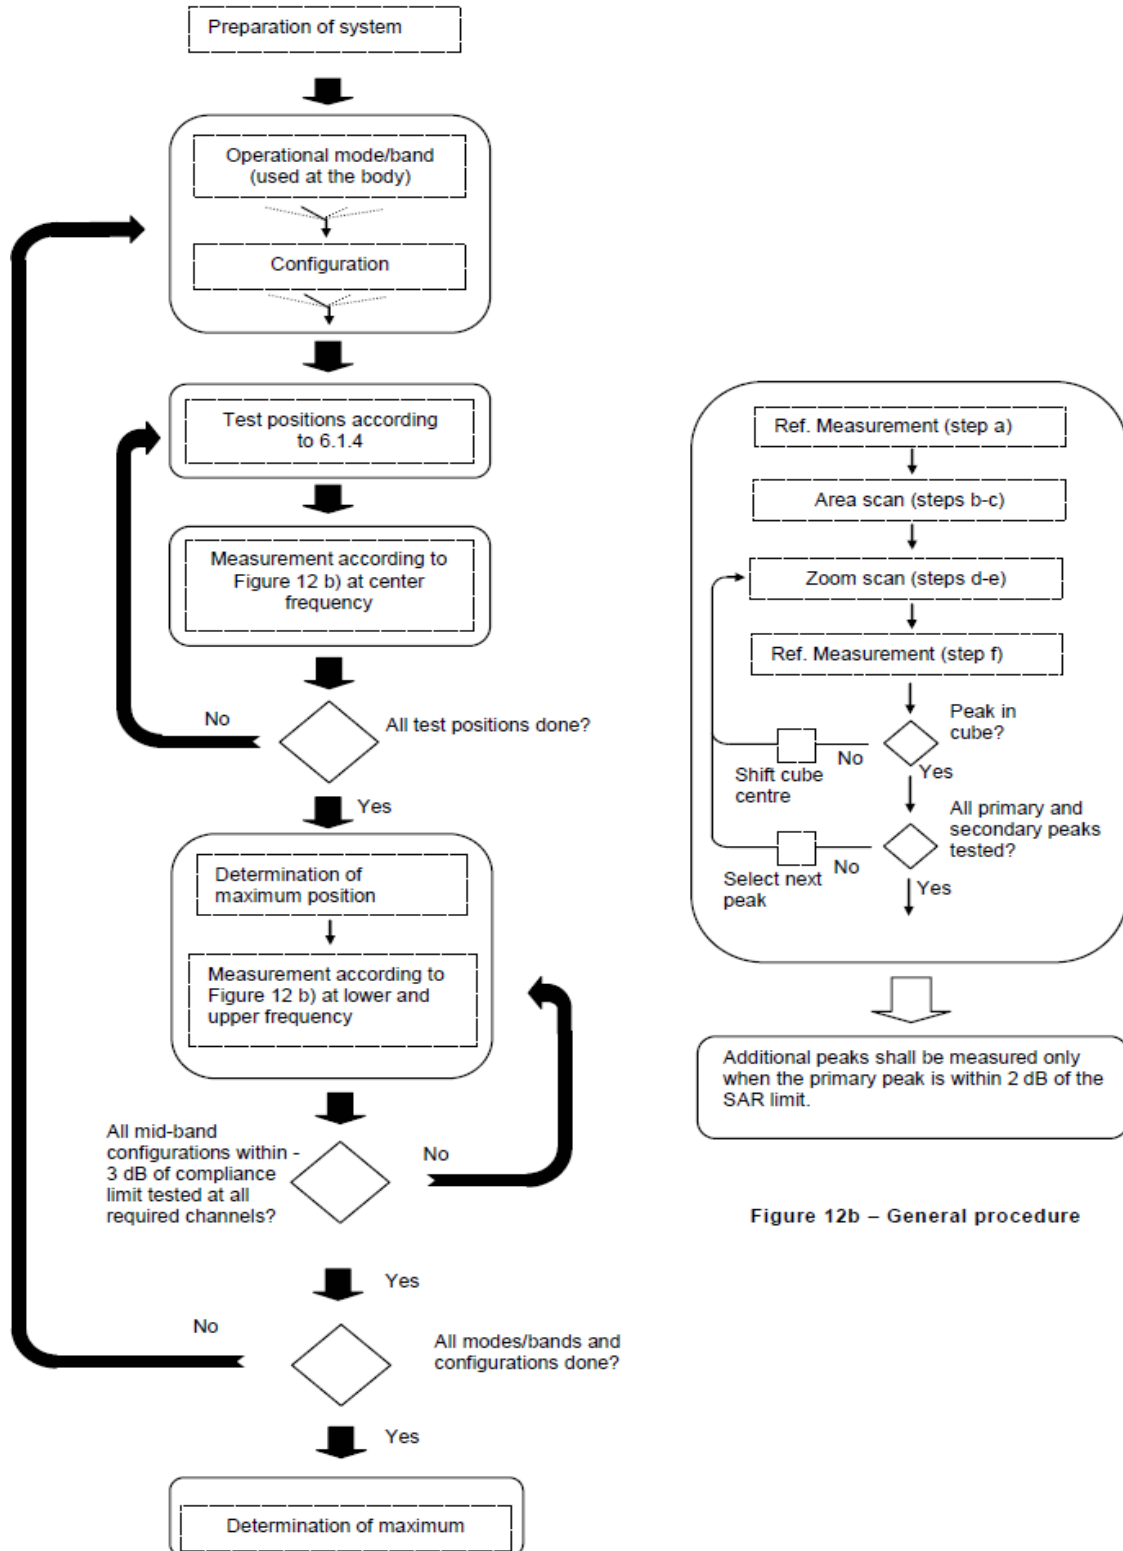 Preparation of system
Operational mode/band
(used at the body)
Configuration
Test positions according
to 6.1.4
Measurement according to
Figure 12 b) at center
frequency
No
All test positions done?
Yes
Determination of
maximum position
Measurement according to
Figure 12 b) at lower and
upper frequency
All mid-band
configurations within -
3 dB of compliance
limit tested at all
required channels?
No
Yes
No
All modes/bands and
configurations done?
Yes
Determination of maximum
Ref. Measurement (step a)
Area scan (steps b-c)
Zoom scan (steps d-e)
Ref. Measurement (step f)
Peak in
cube?
No
Yes
Shift cube
centre
All primary and
secondary peaks
tested?
No
Yes
Select next
peak
Additional peaks shall be measured only
when the primary peak is within 2 dB of the
SAR limit.
Figure 12b – General procedure